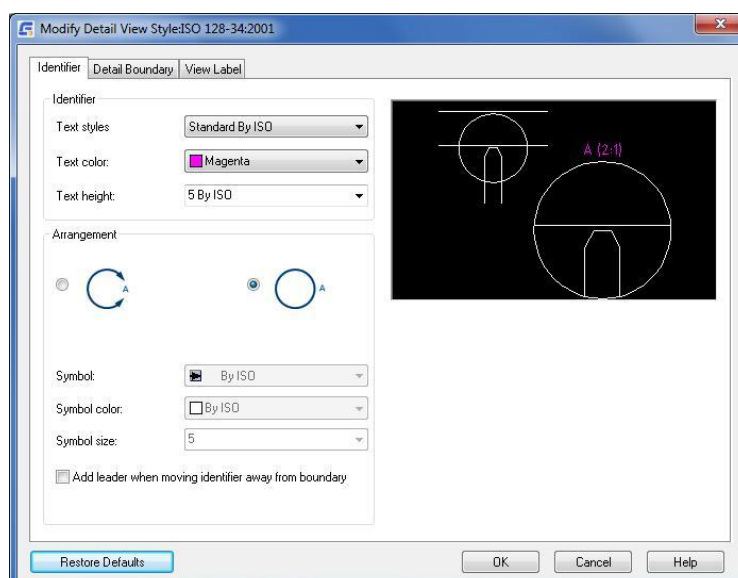 Modify Detail View Style:ISO 128-34:2001
Identifier Detail Boundary View Label
Identifier
Text styles Standard By ISO
Text color: Magenta
Text height: 5 By ISO
A (2:1)
Arrangement
A A
Symbol: By ISO
Symbol color: By ISO
Symbol size: 5
Add leader when moving identifier away from boundary
Restore Defaults OK Cancel Help